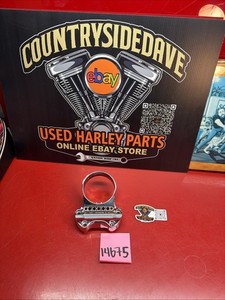 COUNTRYSIDEDAVE
ebay
USED HARLEY PARTS
ONLINE EBAY STORE
14675